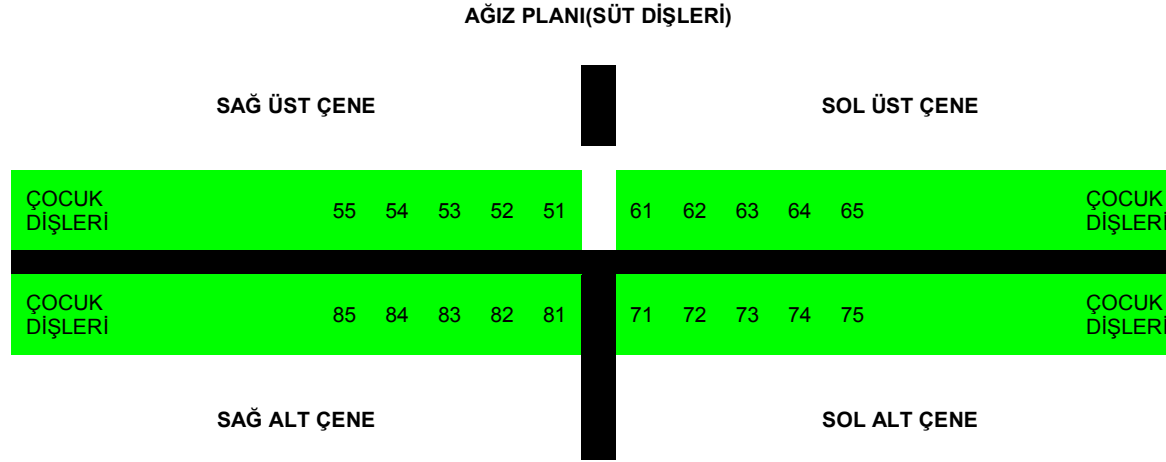 AĞIZ PLANI(SÜT DİŞLERİ)
SAĞ ÜST ÇENE SOL ÜST ÇENE
ÇOCUK DİŞLERİ 55 54 53 52 51 61 62 63 64 65 ÇOCUK DİŞLERİ
ÇOCUK DİŞLERİ 85 84 83 82 81 71 72 73 74 75 ÇOCUK DİŞLERİ
SAĞ ALT ÇENE SOL ALT ÇENE